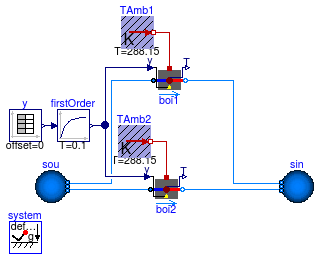 TAmb1
K
T=288.15
y
T
boi1
y
firstOrder
offset=0
T=0.1
TAmb2
K
T=288.15
y
T
boi2
sou
sin
system
def...
g